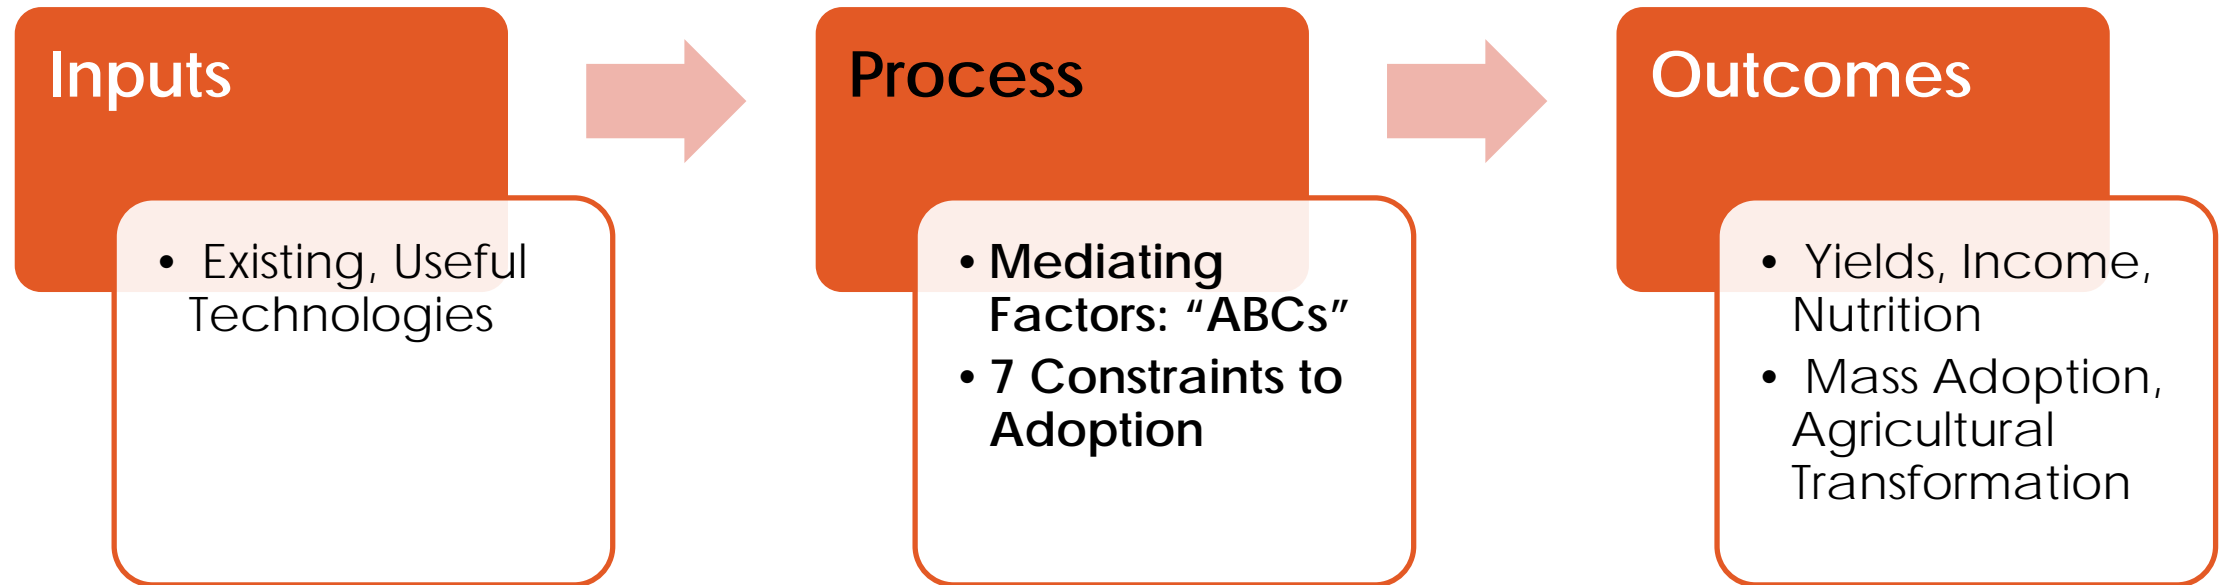 Inputs
• Existing, Useful
Technologies
Process
• Mediating
Factors: “ABCs”
• 7 Constraints to
Adoption
Outcomes
• Yields, Income,
Nutrition
• Mass Adoption,
Agricultural
Transformation